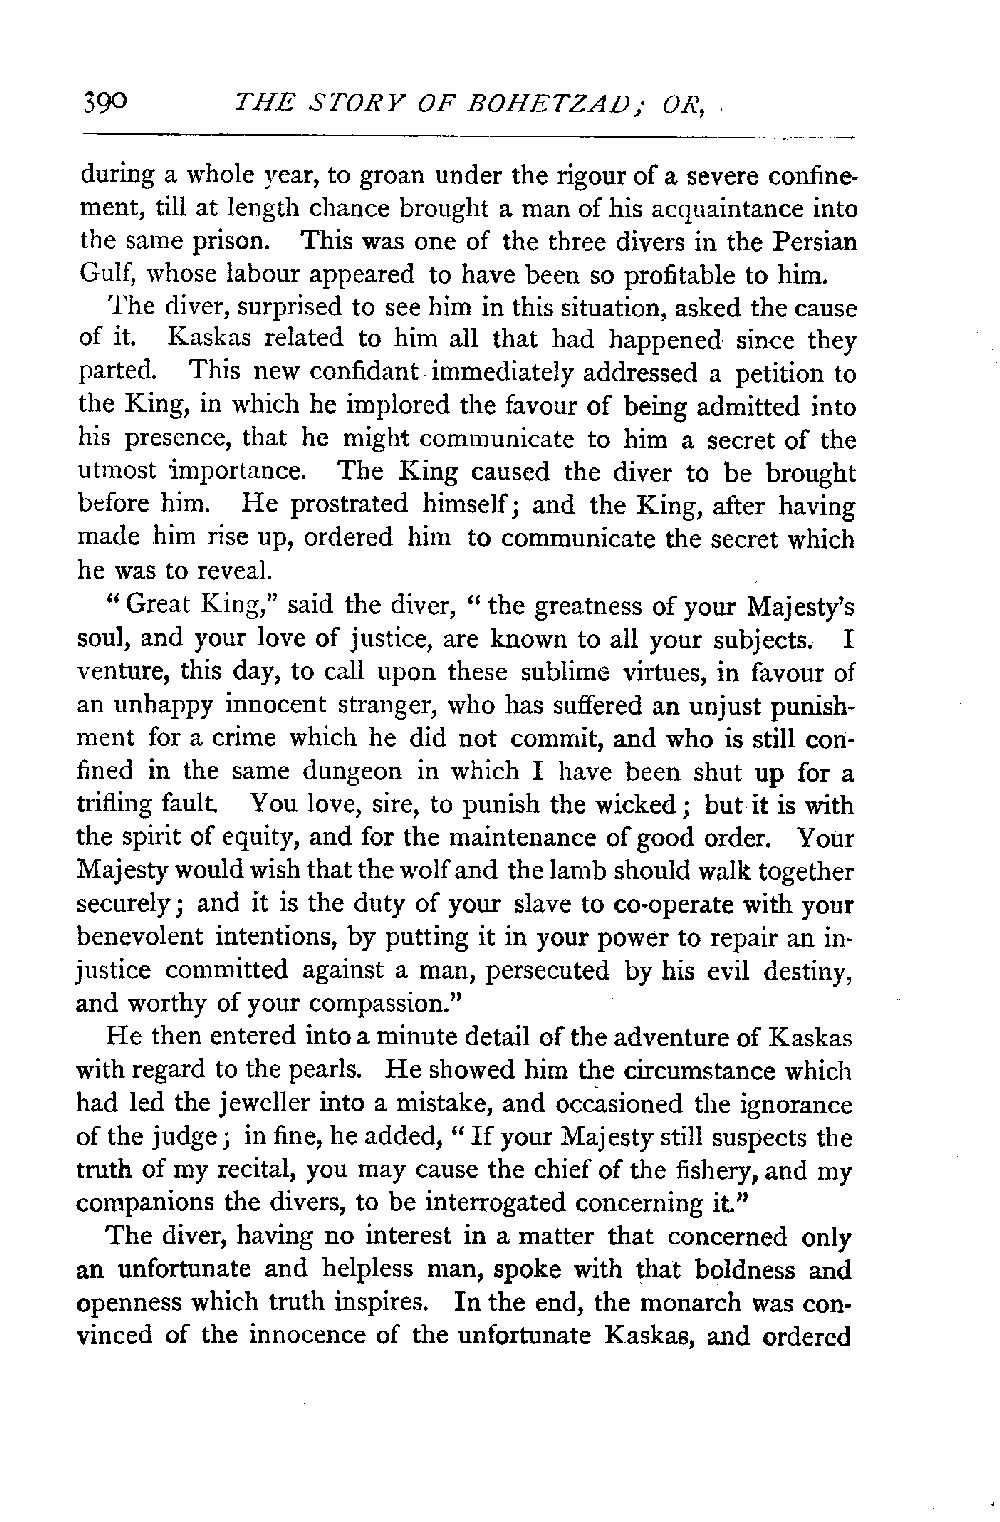 390 THE STORY OF BOHETZAD; OR,
during a whole year, to groan under the rigour of a severe confine-
ment, till at length chance brought a man of his acquaintance into
the same prison. This was one of the three divers in the Persian
Gulf, whose labour appeared to have been so profitable to him.
The diver, surprised to see him in this situation, asked the cause
of it. Kaskas related to him all that had happened since they
parted. This new confidant immediately addressed a petition to
the King, in which he implored the favour of being admitted into
his presence, that he might communicate to him a secret of the
utmost importance. The King caused the diver to be brought
before him. He prostrated himself; and the King, after having
made him rise up, ordered him to communicate the secret which
he was to reveal.
“Great King,” said the diver, “the greatness of your Majesty’s
soul, and your love of justice, are known to all your subjects. I
venture, this day, to call upon these sublime virtues, in favour of
an unhappy innocent stranger, who has suffered an unjust punish-
ment for a crime which he did not commit, and who is still con-
fined in the same dungeon in which I have been shut up for a
trifling fault. You love, sire, to punish the wicked; but it is with
the spirit of equity, and for the maintenance of good order. Your
Majesty would wish that the wolf and the lamb should walk together
securely; and it is the duty of your slave to co-operate with your
benevolent intentions, by putting it in your power to repair an in-
justice committed against a man, persecuted by his evil destiny,
and worthy of your compassion.”
He then entered into a minute detail of the adventure of Kaskas
with regard to the pearls. He showed him the circumstance which
had led the jeweller into a mistake, and occasioned the ignorance
of the judge; in fine, he added, “If your Majesty still suspects the
truth of my recital, you may cause the chief of the fishery, and my
companions the divers, to be interrogated concerning it.”
The diver, having no interest in a matter that concerned only
an unfortunate and helpless man, spoke with that boldness and
openness which truth inspires. In the end, the monarch was con-
vinced of the innocence of the unfortunate Kaskas, and ordered